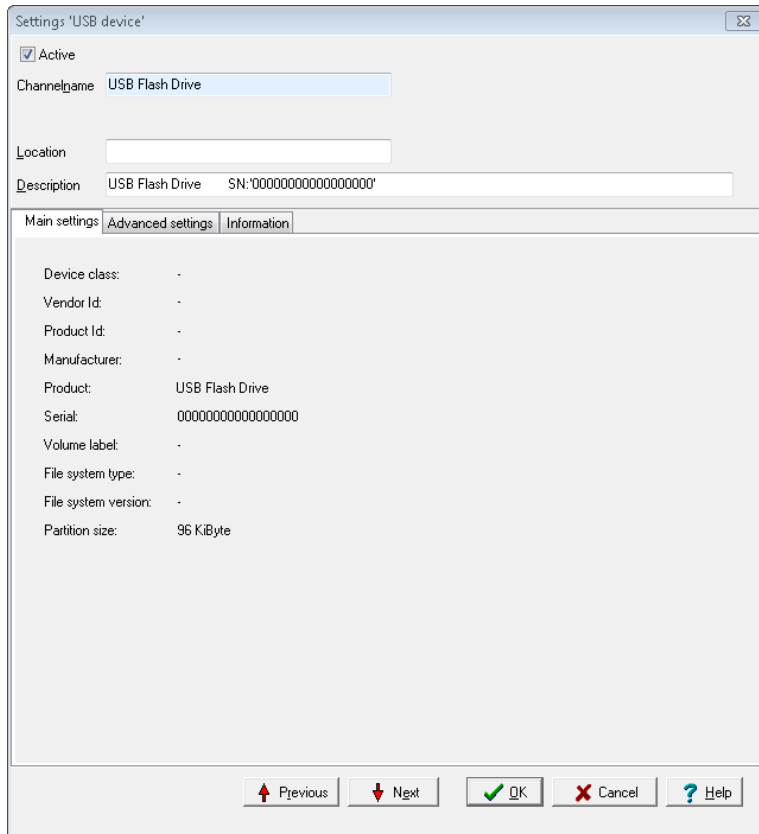 Settings 'USB device'
Active
Channelname USB Flash Drive
Location
Description USB Flash Drive SN:'00000000000000000'
Main settings Advanced settings Information
Device class: -
Vendor Id: -
Product Id: -
Manufacturer: -
Product: USB Flash Drive
Serial: 00000000000000000
Volume label: -
File system type: -
File system version: -
Partition size: 96 KiByte
Previous Next OK Cancel ? Help